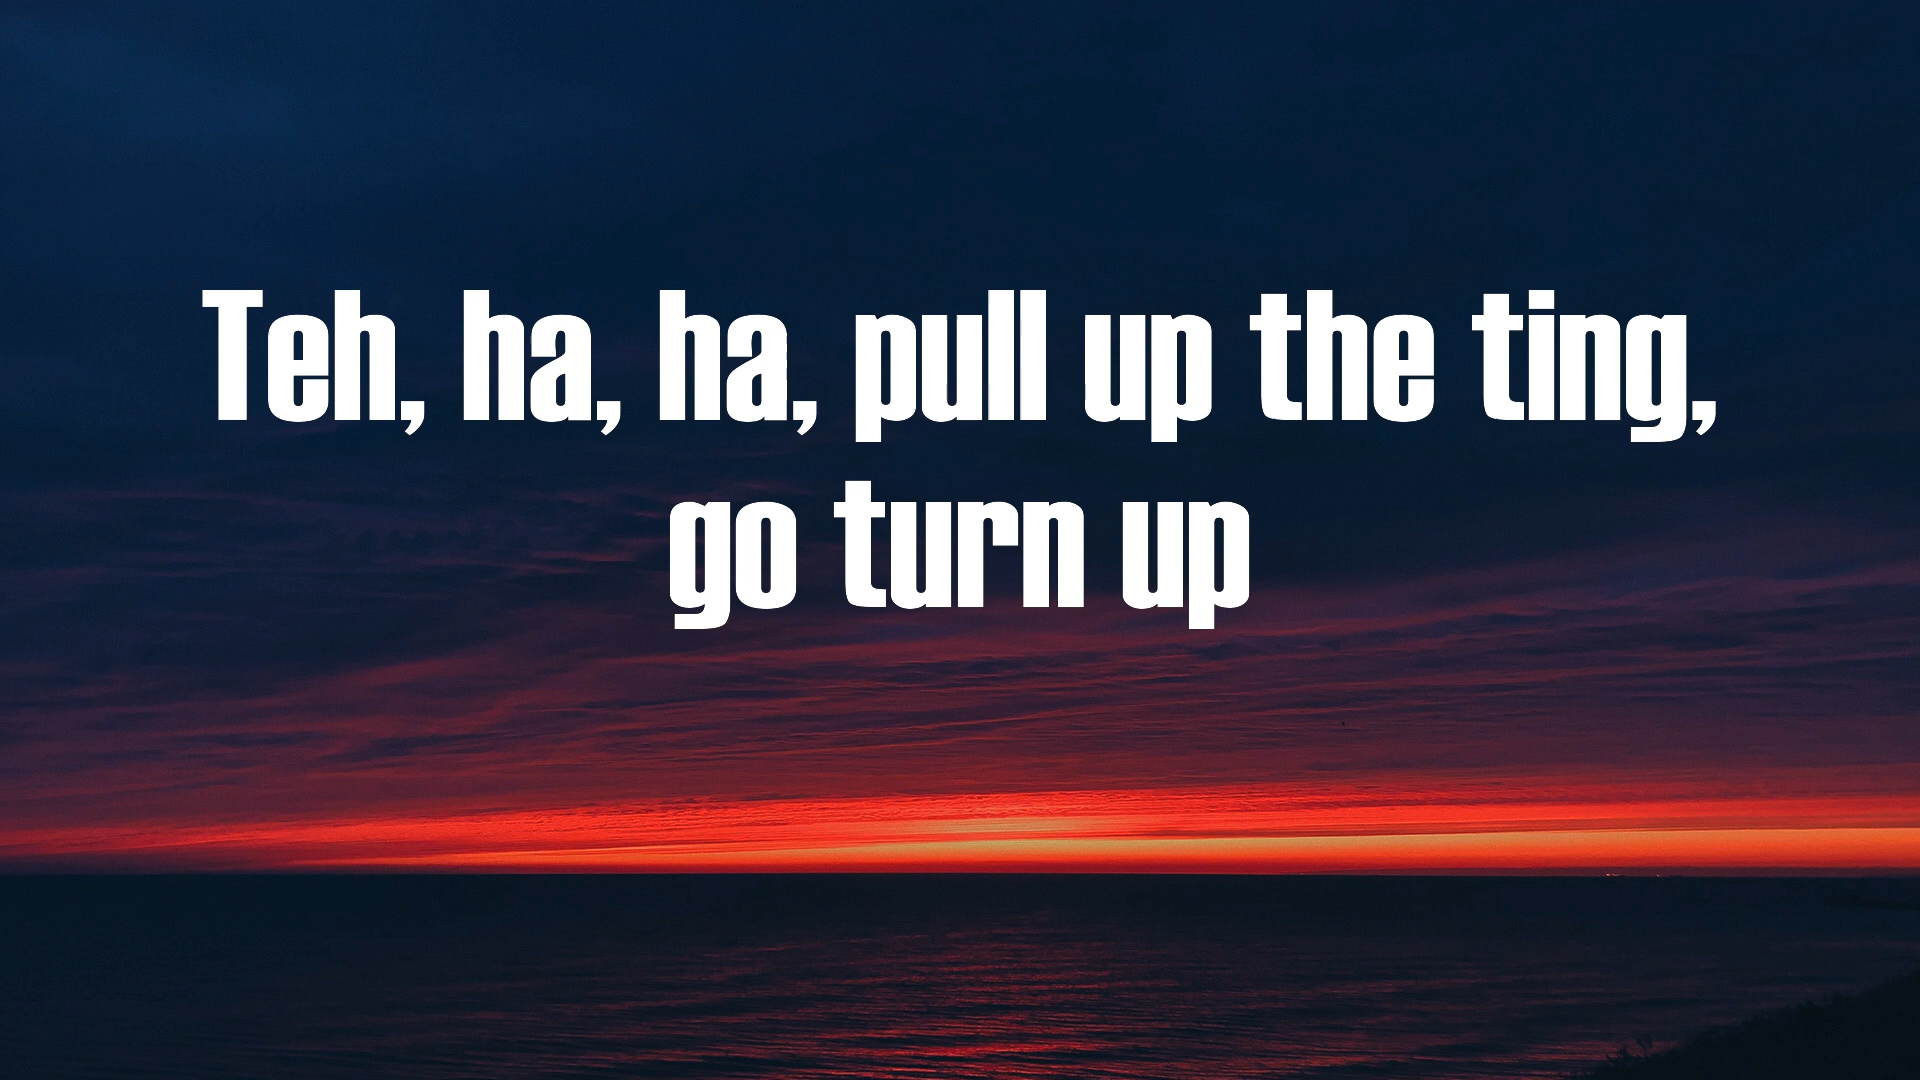 Teh, ha, ha, pull up the ting,
go turn up